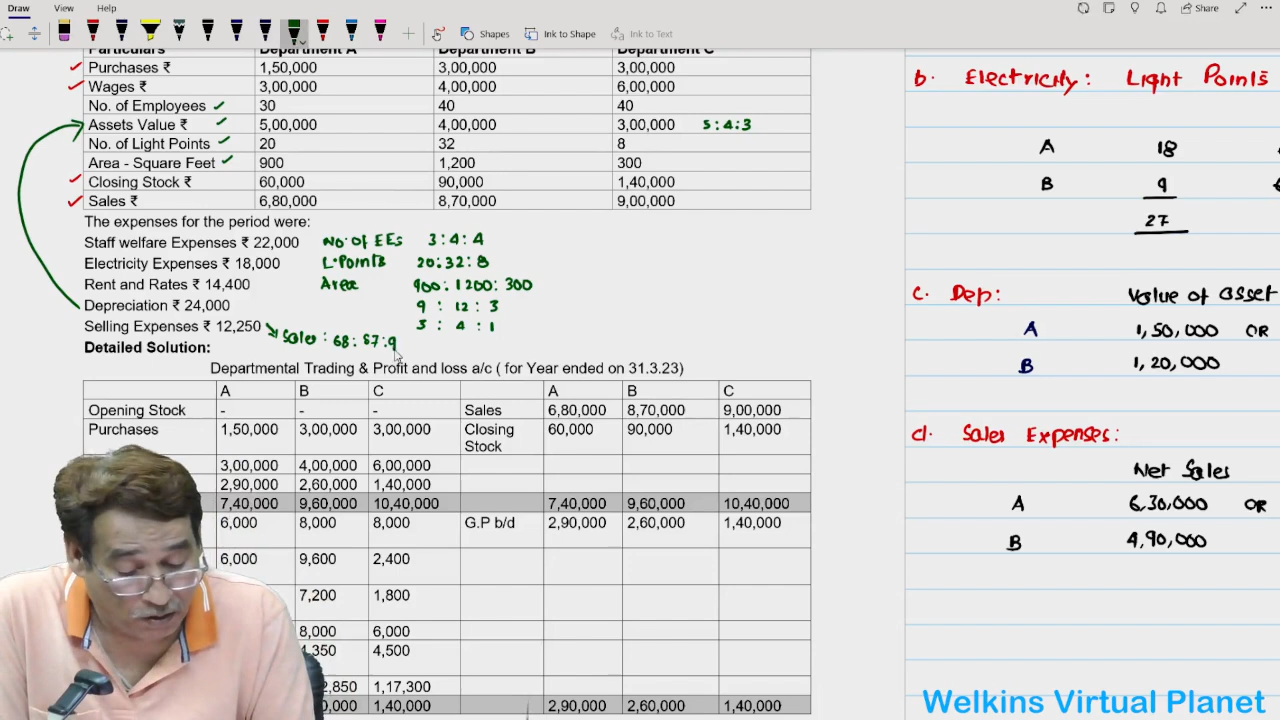 Draw View Help Share
Shapes Ink to Shape Ink to Text
Particulars Department A Department B Department C
Purchases ₹ 1,50,000 3,00,000 3,00,000
Wages ₹ 3,00,000 4,00,000 6,00,000
No. of Employees 30 40 40
Assets Value ₹ 5,00,000 4,00,000 3,00,000 5:4:3
No. of Light Points 20 32 8
Area - Square Feet 900 1,200 300
Closing Stock ₹ 60,000 90,000 1,40,000
Sales ₹ 6,80,000 8,70,000 9,00,000
The expenses for the period were:
Staff welfare Expenses ₹ 22,000 No. of EEs 3:4:4
Electricity Expenses ₹ 18,000 L.Points 20:32:8
Rent and Rates ₹ 14,400 Area 900:1200:300
Depreciation ₹ 24,000 9 : 12 : 3
Selling Expenses ₹ 12,250 3 : 4 : 1
Sales : 68:87:9
Detailed Solution:
Departmental Trading & Profit and loss a/c ( for Year ended on 31.3.23)
A B C A B C
Opening Stock - - - Sales 6,80,000 8,70,000 9,00,000
Purchases 1,50,000 3,00,000 3,00,000 Closing Stock 60,000 90,000 1,40,000
3,00,000 4,00,000 6,00,000
2,90,000 2,60,000 1,40,000
7,40,000 9,60,000 10,40,000 7,40,000 9,60,000 10,40,000
6,000 8,000 8,000 G.P b/d 2,90,000 2,60,000 1,40,000
6,000 9,600 2,400
7,200 1,800
8,000 6,000
4,350 4,500
2,850 1,17,300
0,000 1,40,000 2,90,000 2,60,000 1,40,000
b. Electricity: Light Points
A 18
B 9
27
c. Dep: Value of asset
A 1,50,000 OR
B 1,20,000
d. Sales Expenses:
Net Sales
A 6,30,000 OR
B 4,90,000
Welkins Virtual Planet